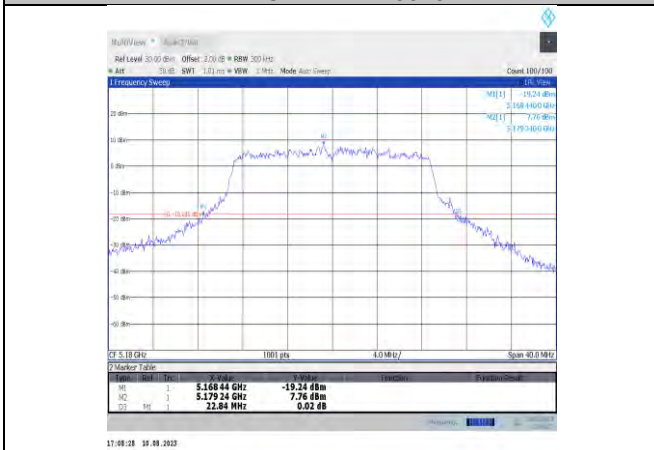 MultiView Spectrum
Ref Level 30.00 dBm Offset 2.00 dB RBW 300 kHz
Att 30 dB SWT 1.01 ms VBW 1 MHz Mode Auto Sweep Count 100/100
1 Frequency Sweep
M1[1] -19.24 dBm
5.168 4400 GHz
M2[1] 7.76 dBm
5.179 2400 GHz
20 dBm
10 dBm
0 dBm
-10 dBm
-20 dBm
-30 dBm
-40 dBm
-50 dBm
-60 dBm
M2
M1
CF 5.18 GHz 1001 pts 4.0 MHz/ Span 40.0 MHz
2 Marker Table
Type Ref Trc X-Value Y-Value Function Function Result
M1 1 5.168 44 GHz -19.24 dBm
M2 1 5.179 24 GHz 7.76 dBm
D3 M1 1 22.84 MHz 0.02 dB
17:08:28 10.08.2023